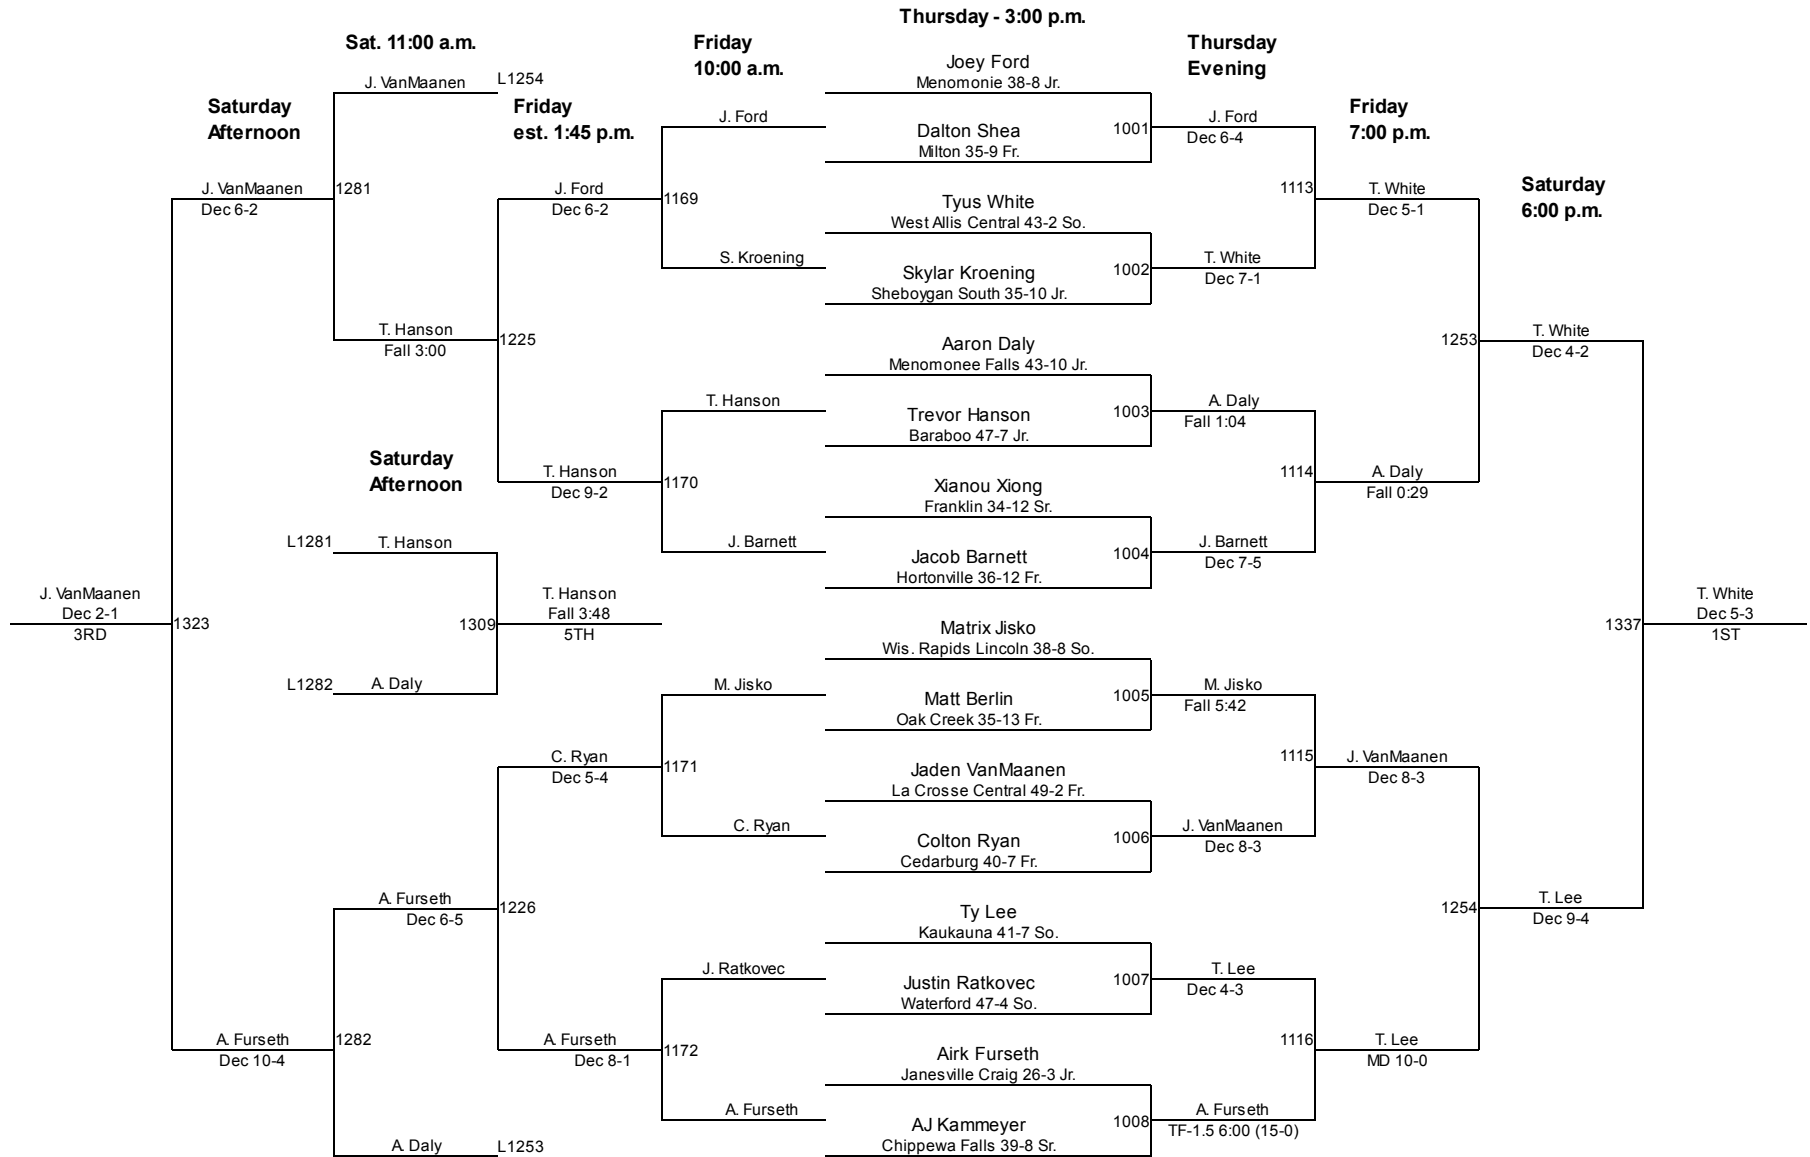 Thursday - 3:00 p.m.
Sat. 11:00 a.m.
Friday
10:00 a.m.
Thursday
Evening
Joey Ford
Menomonie 38-8 Jr.
J. VanMaanen
L1254
Saturday
Afternoon
Friday
est. 1:45 p.m.
Friday
7:00 p.m.
J. Ford
Dalton Shea
Milton 35-9 Fr.
1001
J. Ford
Dec 6-4
J. VanMaanen
Dec 6-2
1281
J. Ford
Dec 6-2
1169
Tyus White
West Allis Central 43-2 So.
1113
T. White
Dec 5-1
Saturday
6:00 p.m.
S. Kroening
Skylar Kroening
Sheboygan South 35-10 Jr.
1002
T. White
Dec 7-1
T. Hanson
Fall 3:00
1225
Aaron Daly
Menomonee Falls 43-10 Jr.
1253
T. White
Dec 4-2
T. Hanson
Trevor Hanson
Baraboo 47-7 Jr.
1003
A. Daly
Fall 1:04
Saturday
Afternoon
T. Hanson
Dec 9-2
1170
Xianou Xiong
Franklin 34-12 Sr.
1114
A. Daly
Fall 0:29
L1281
T. Hanson
J. Barnett
Jacob Barnett
Hortonville 36-12 Fr.
1004
J. Barnett
Dec 7-5
J. VanMaanen
Dec 2-1
3RD
1323
1309
T. Hanson
Fall 3:48
5TH
Matrix Jisko
Wis. Rapids Lincoln 38-8 So.
1337
T. White
Dec 5-3
1ST
L1282
A. Daly
M. Jisko
Matt Berlin
Oak Creek 35-13 Fr.
1005
M. Jisko
Fall 5:42
C. Ryan
Dec 5-4
1171
Jaden VanMaanen
La Crosse Central 49-2 Fr.
1115
J. VanMaanen
Dec 8-3
C. Ryan
Colton Ryan
Cedarburg 40-7 Fr.
1006
J. VanMaanen
Dec 8-3
A. Furseth
Dec 6-5
1226
Ty Lee
Kaukauna 41-7 So.
1254
T. Lee
Dec 9-4
J. Ratkovec
Justin Ratkovec
Waterford 47-4 So.
1007
T. Lee
Dec 4-3
A. Furseth
Dec 10-4
1282
A. Furseth
Dec 8-1
1172
Airk Furseth
Janesville Craig 26-3 Jr.
1116
T. Lee
MD 10-0
A. Furseth
AJ Kammeyer
Chippewa Falls 39-8 Sr.
1008
A. Furseth
TF-1.5 6:00 (15-0)
A. Daly
L1253